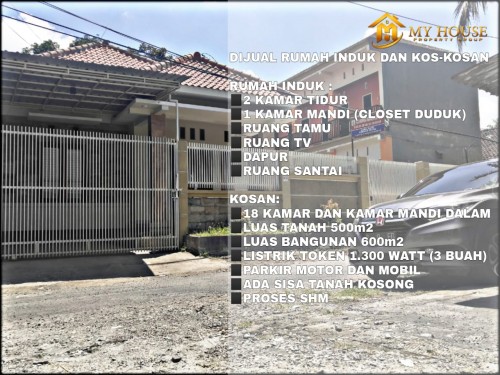 MY HOUSE
PROPERTY GROUP
DIJUAL RUMAH INDUK DAN KOS-KOSAN
RUMAH INDUK :
2 KAMAR TIDUR
1 KAMAR MANDI (CLOSET DUDUK)
RUANG TAMU
RUANG TV
DAPUR
RUANG SANTAI
KOSAN:
18 KAMAR DAN KAMAR MANDI DALAM
LUAS TANAH 500m2
LUAS BANGUNAN 600m2
LISTRIK TOKEN 1.300 WATT (3 BUAH)
PARKIR MOTOR DAN MOBIL
ADA SISA TANAH KOSONG
PROSES SHM